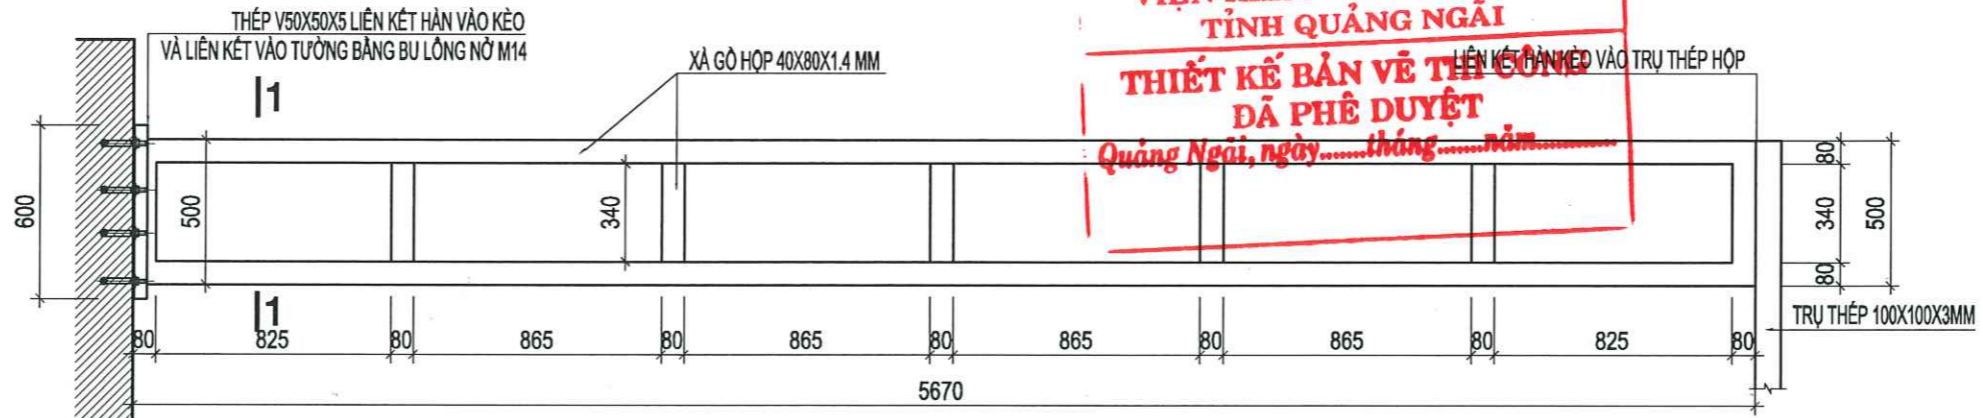 THÉP V50X50X5 LIÊN KẾT HÀN VÀO KÈO
VÀ LIÊN KẾT VÀO TƯỜNG BẰNG BU LÔNG NỞ M14
XÀ GỒ HỘP 40X80X1.4 MM
TỈNH QUẢNG NGÃI
THIẾT KẾ BẢN VẼ THI CÔNG
ĐÃ PHÊ DUYỆT
Quảng Ngãi, ngày........tháng........năm............
LIÊN KẾT HÀN KÈO VÀO TRỤ THÉP HỘP
1
600
500
340
80
340
80
500
1
TRỤ THÉP 100X100X3MM
80 825 80 865 80 865 80 865 80 865 80 825 80
5670